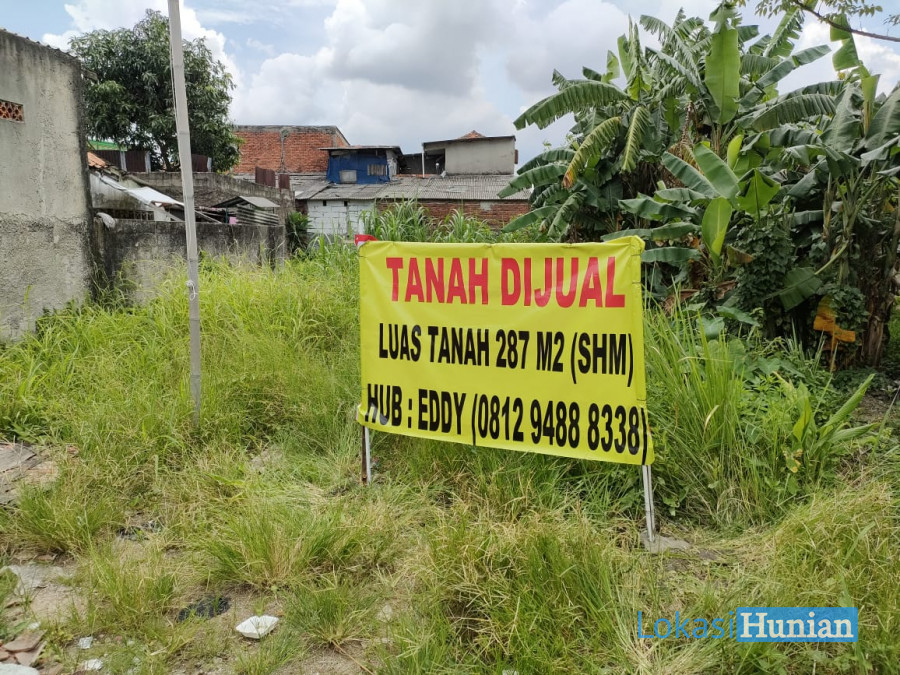 TANAH DIJUAL
LUAS TANAH 287 M2 (SHM)
HUB : EDDY (0812 9488 8338)
LokasiHunian